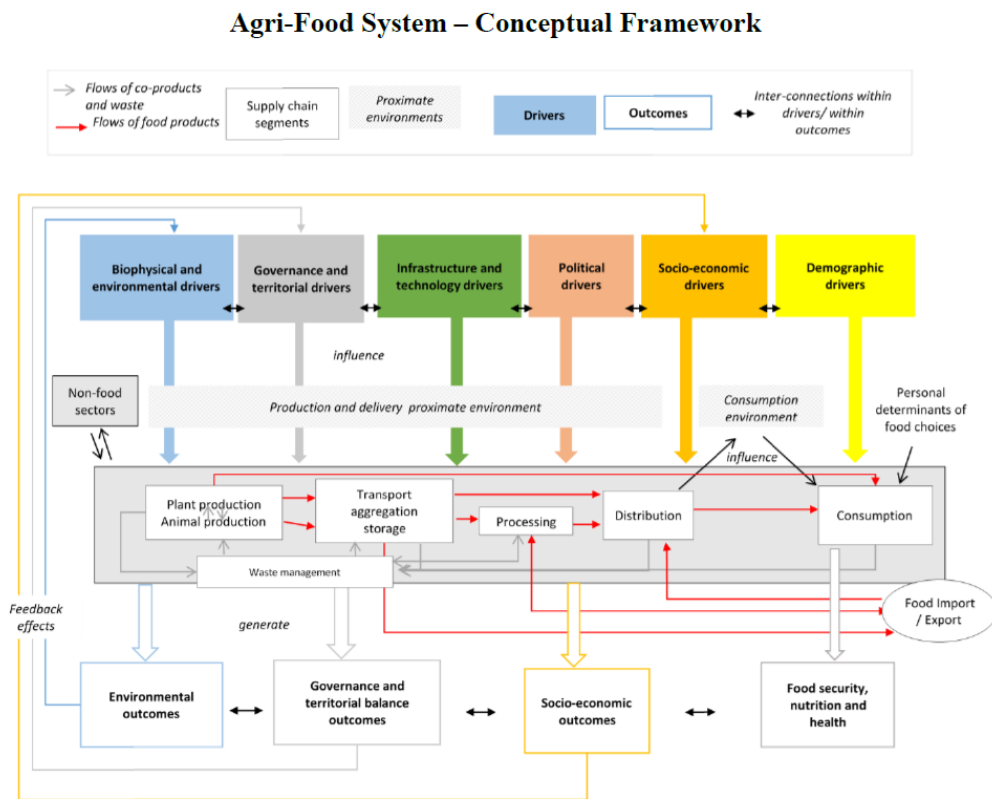 Agri-Food System – Conceptual Framework
Flows of co-products
and waste
Flows of food products
Supply chain
segments
Proximate
environments
Drivers
Outcomes
Inter-connections within
drivers/ within
outcomes
Biophysical and
environmental drivers
Governance and
territorial drivers
Infrastructure and
technology drivers
Political
drivers
Socio-economic
drivers
Demographic
drivers
influence
Non-food
sectors
Production and delivery proximate environment
Consumption
environment
Personal
determinants of
food choices
influence
Plant production
Animal production
Transport
aggregation
storage
Processing
Distribution
Consumption
Waste management
Feedback
effects
generate
Food Import
/ Export
Environmental
outcomes
Governance and
territorial balance
outcomes
Socio-economic
outcomes
Food security,
nutrition and
health